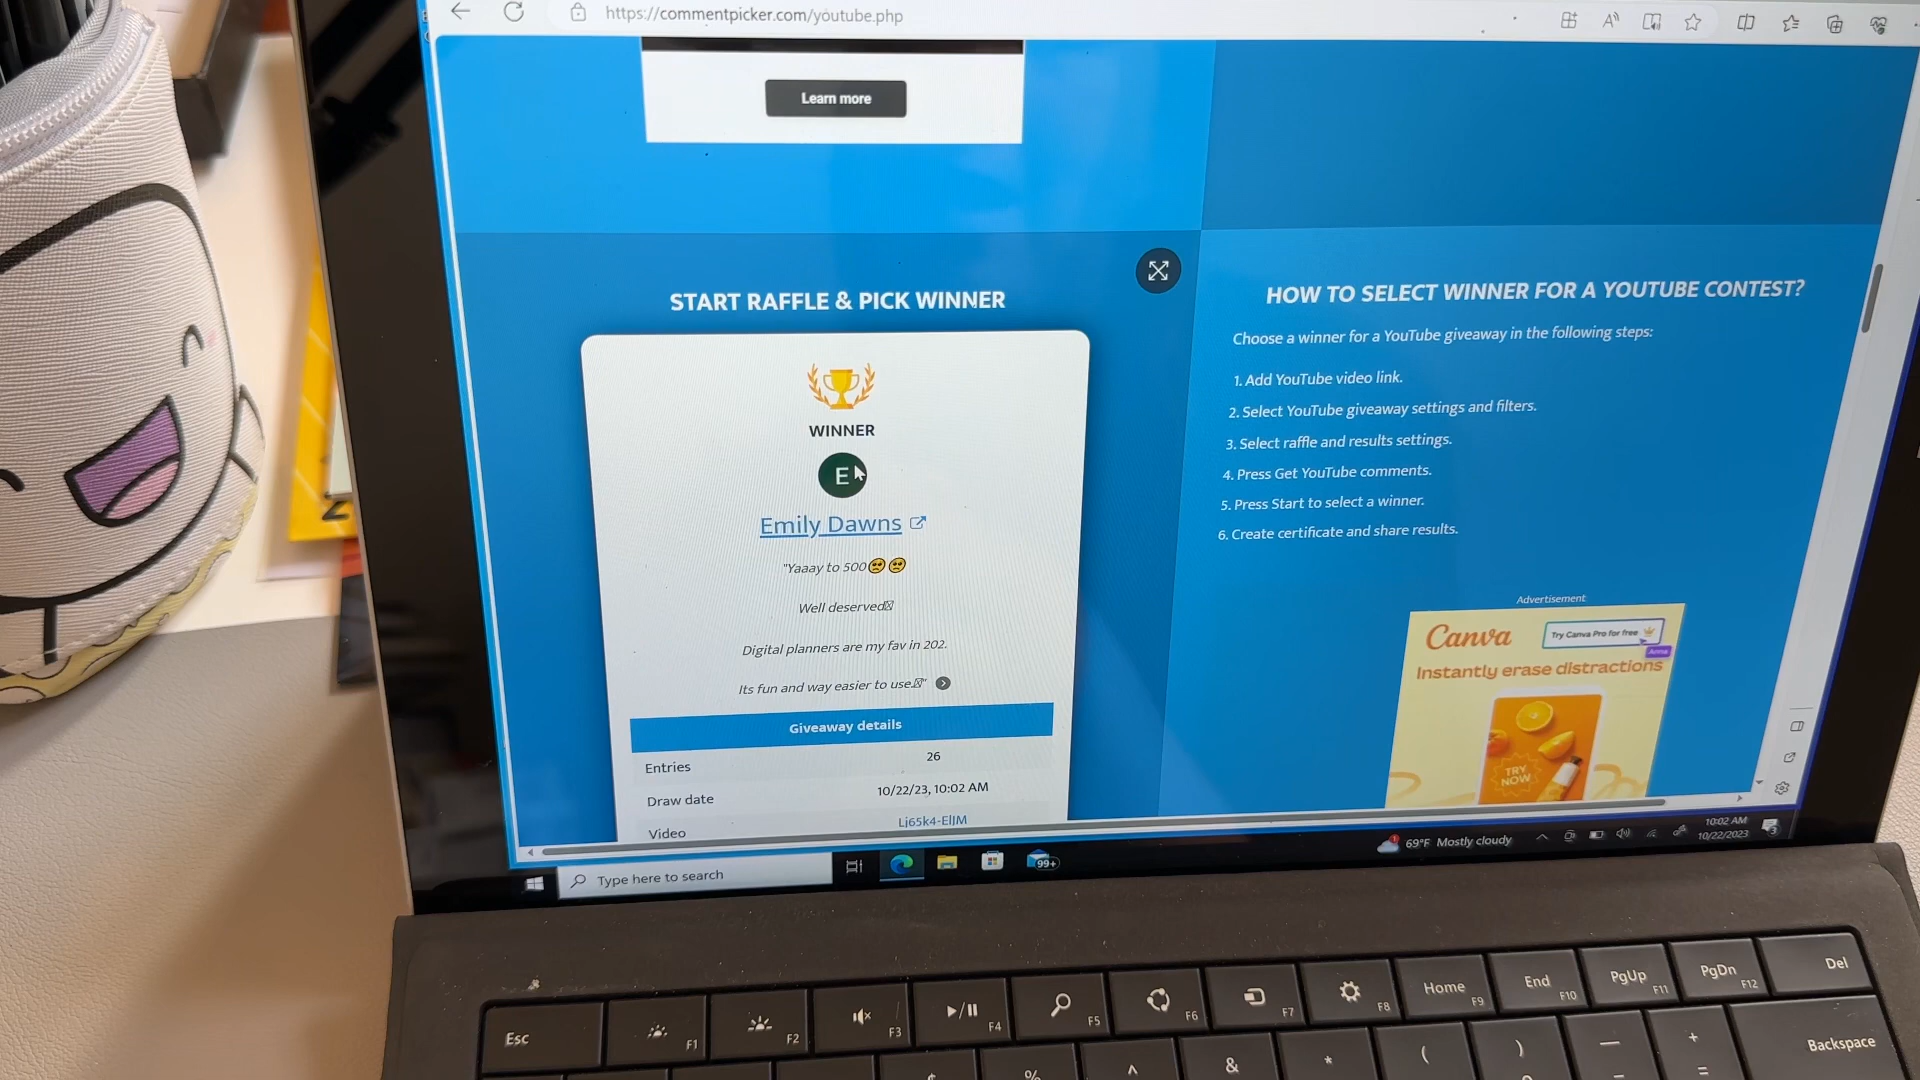 https://commentpicker.com/youtube.php
Learn more
START RAFFLE & PICK WINNER
WINNER
E
Emily Dawns
"Yaaay to 500🥺🥺
Well deserved
Digital planners are my fav in 202.
Its fun and way easier to use."
Giveaway details
Entries 26
Draw date 10/22/23, 10:02 AM
Video Lj65k4-ElJM
HOW TO SELECT WINNER FOR A YOUTUBE CONTEST?
Choose a winner for a YouTube giveaway in the following steps:
1. Add YouTube video link.
2. Select YouTube giveaway settings and filters.
3. Select raffle and results settings.
4. Press Get YouTube comments.
5. Press Start to select a winner.
6. Create certificate and share results.
Advertisement
Canva
Try Canva Pro for free
Anna
Instantly erase distractions
TRY
NOW
Type here to search
99+
69°F Mostly cloudy
10:02 AM
10/22/2023
3
Esc
F1
F2
F3
F4
F5
F6
F7
F8
Home F9
End F10
PgUp F11
PgDn F12
Del
%
^
&
*
(
)
—
+
=
Backspace